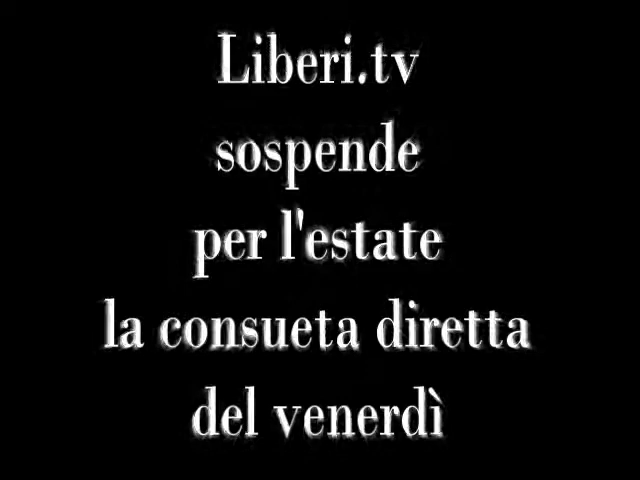 Liberi.tv
sospende
per l'estate
la consueta diretta
del venerdì